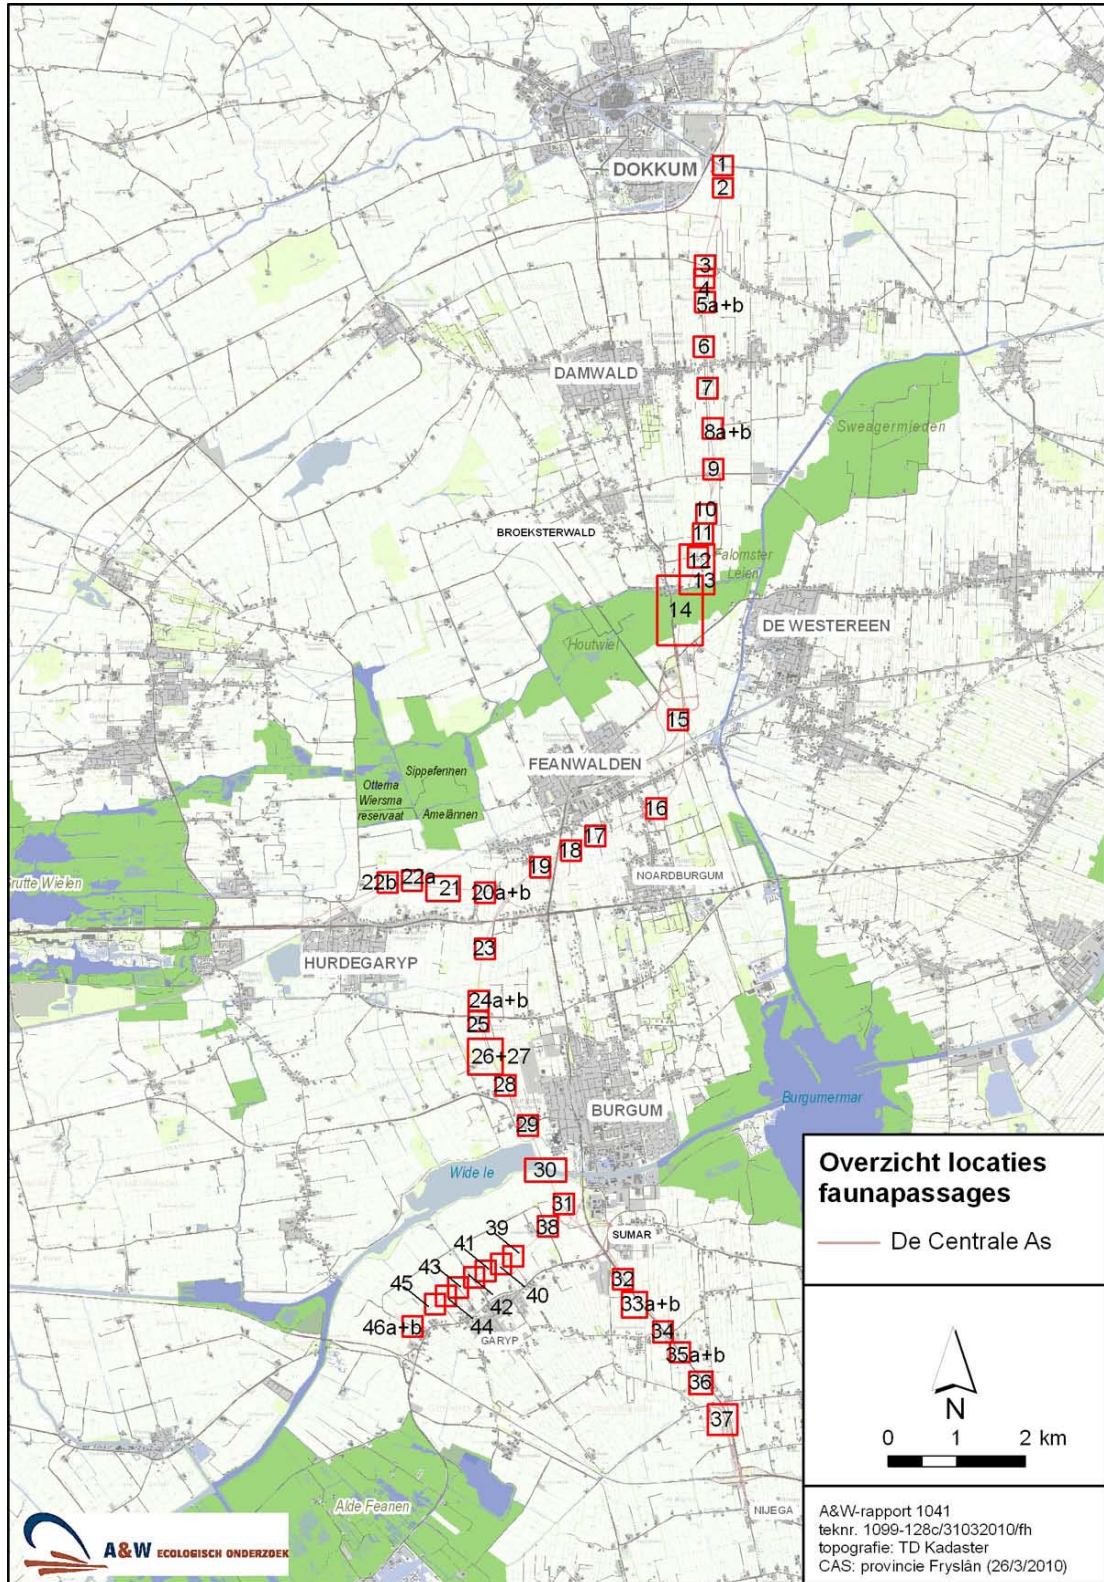 DOKKUM
1
2
3
4
5a+b
6
DAMWALD
7
8a+b
Sweagermjeden
9
10
BROEKSTERWALD
11
12
Falomster
Leien
13
14
DE WESTEREEN
Houtwiel
15
FEANWALDEN
Sippefennen
Ottema
Wiersma
reservaat
Amelânnen
16
17
18
19
22b
22a
21
20a+b
NOARDBURGUM
rutte Wielen
23
HURDEGARYP
24a+b
25
26+27
28
BURGUM
Burgumermar
29
Wide Ie
30
31
38
39
SUMAR
41
43
45
40
42
44
46a+b
GARYP
32
33a+b
34
35a+b
36
37
Alde Feanen
NIJEGA
Overzicht locaties
faunapassages
De Centrale As
N
0 1 2 km
A&W-rapport 1041
teknr. 1099-128c/31032010/fh
topografie: TD Kadaster
CAS: provincie Fryslân (26/3/2010)
A&W ECOLOGISCH ONDERZOEK